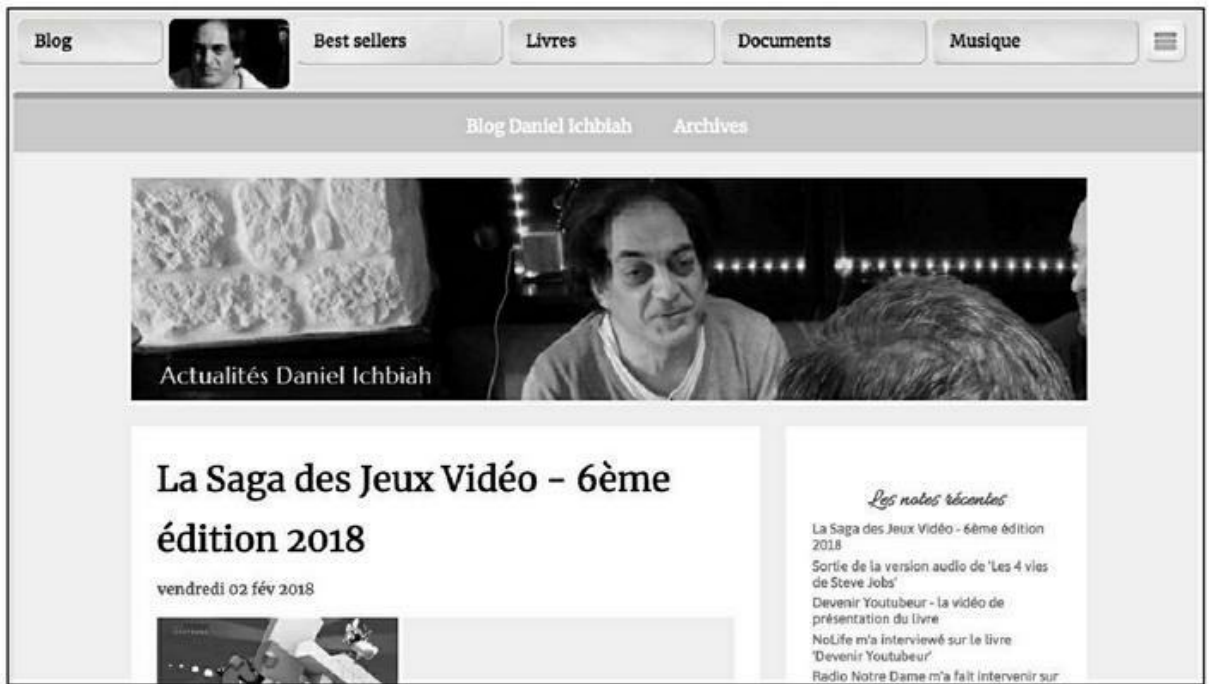 Blog
Best sellers
Livres
Documents
Musique
Blog Daniel Ichbiah
Archives
Actualités Daniel Ichbiah
La Saga des Jeux Vidéo - 6ème
édition 2018
vendredi 02 fév 2018
Les notes récentes
La Saga des Jeux Vidéo - 6ème édition
2018
Sortie de la version audio de 'Les 4 vies
de Steve Jobs'
Devenir Youtubeur - la vidéo de
présentation du livre
NoLife m'a interviewé sur le livre
'Devenir Youtubeur'
Radio Notre Dame m'a fait intervenir sur